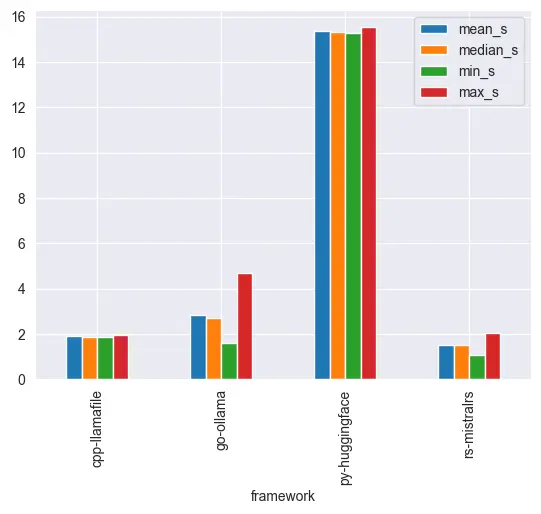 16
14
12
10
8
6
4
2
0
mean_s
median_s
min_s
max_s
cpp-llamafile
go-ollama
py-huggingface
rs-mistralrs
framework